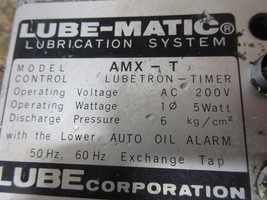 LUBE-MATIC®
LUBRICATION SYSTEM
MODEL AMX-T
CONTROL LUBETRON-TIMER
Operating Voltage AC 200V
Operating Wattage 1Ø 5Watt
Discharge Pressure 6 kg/cm²
with the Lower AUTO OIL ALARM
50Hz, 60Hz Exchange Tap
LUBE CORPORATION